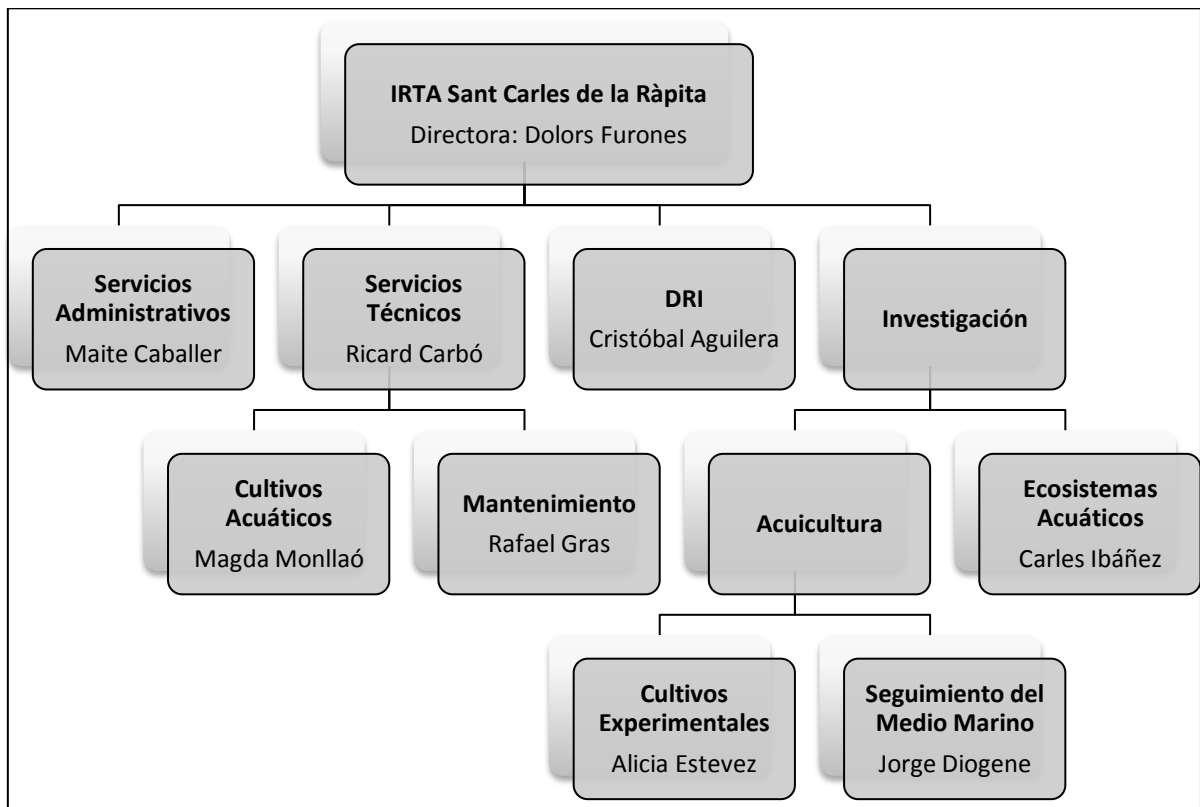 IRTA Sant Carles de la Ràpita
Directora: Dolors Furones
Servicios
Administrativos
Maite Caballer
Servicios
Técnicos
Ricard Carbó
DRI
Cristóbal Aguilera
Investigación
Cultivos
Acuáticos
Magda Monllaó
Mantenimiento
Rafael Gras
Acuicultura
Ecosistemas
Acuáticos
Carles Ibáñez
Cultivos
Experimentales
Alicia Estevez
Seguimiento del
Medio Marino
Jorge Diogene